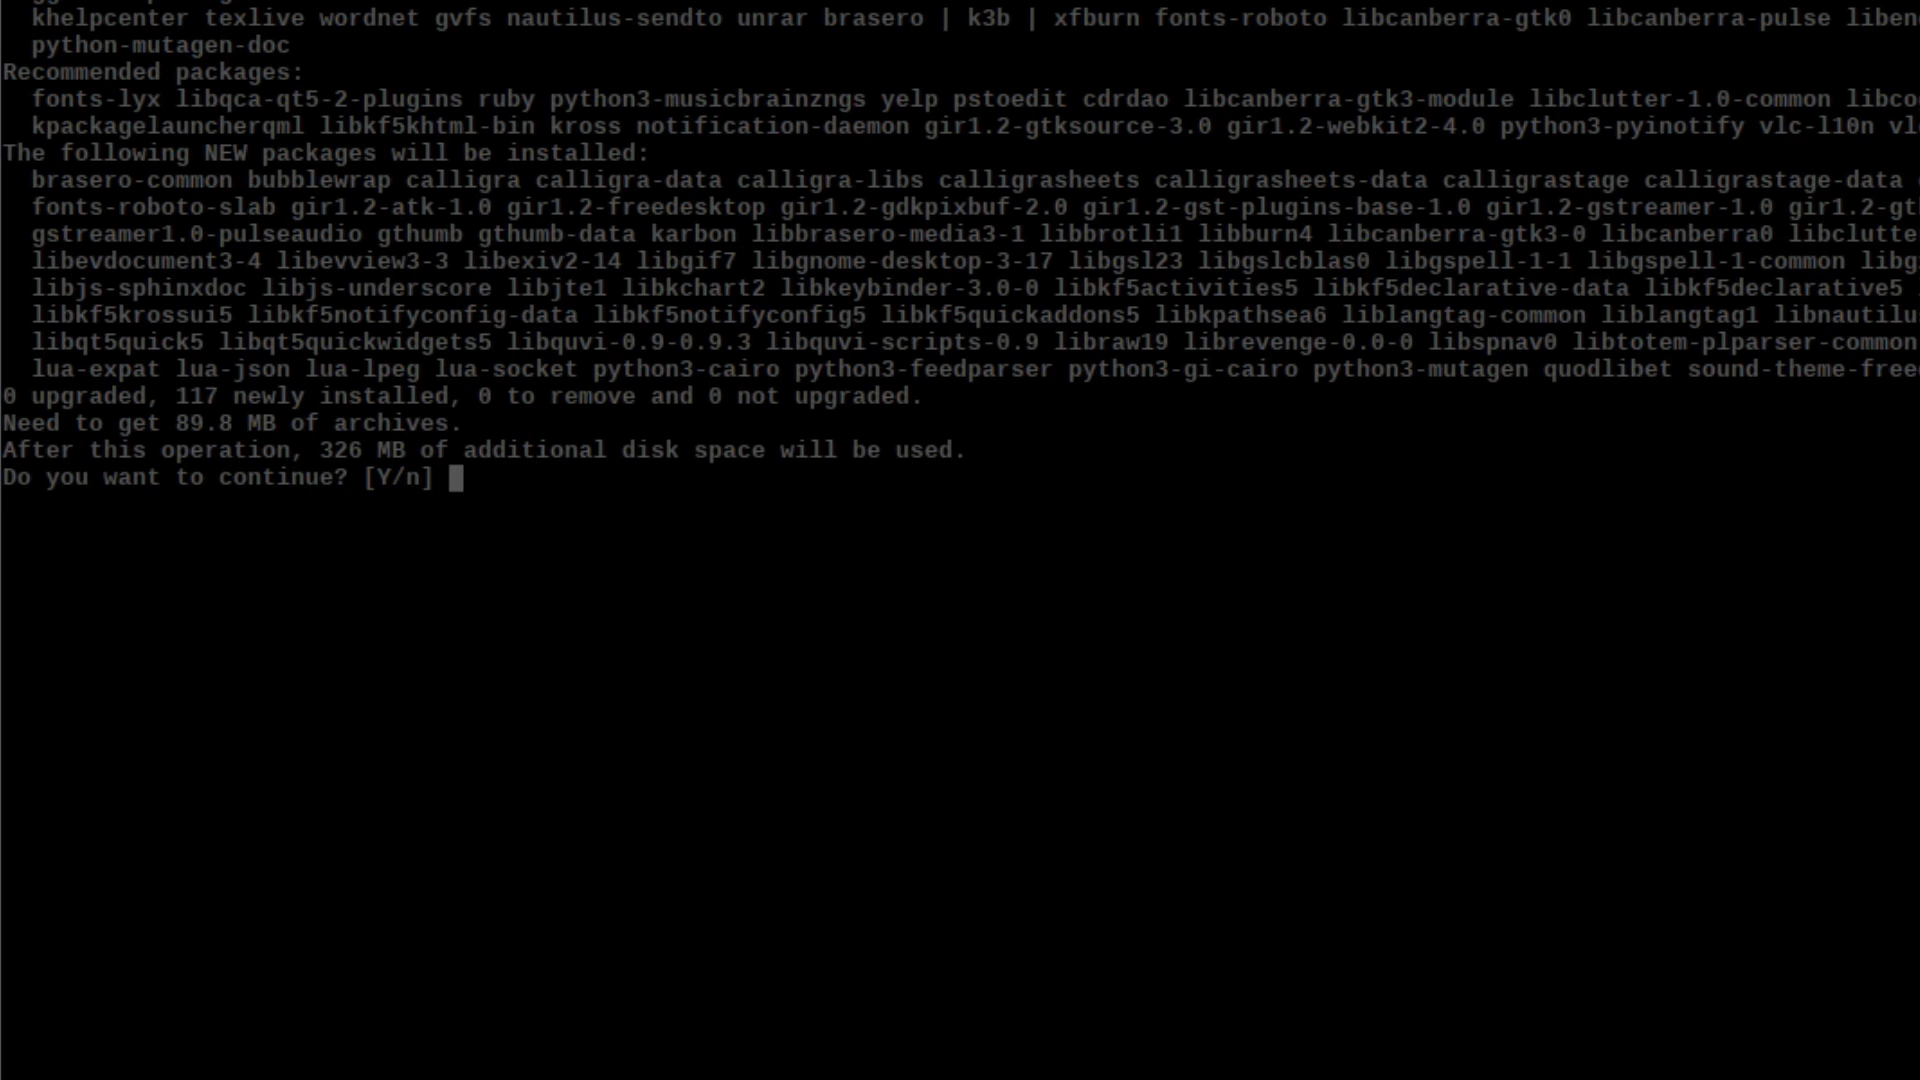 khelpcenter texlive wordnet gvfs nautilus-sendto unrar brasero | k3b | xfburn fonts-roboto libcanberra-gtk0 libcanberra-pulse
python-mutagen-doc
Recommended packages:
fonts-lyx libqca-qt5-2-plugins ruby python3-musicbrainzngs yelp pstoedit cdrdao libcanberra-gtk3-module libclutter-1.0-common
kpackagelauncherqml libkf5khtml-bin kross notification-daemon gir1.2-gtksource-3.0 gir1.2-webkit2-4.0 python3-pyinotify vlc-l10n
The following NEW packages will be installed:
brasero-common bubblewrap calligra calligra-data calligra-libs calligrasheets calligrasheets-data calligrastage calligrastage-data
fonts-roboto-slab gir1.2-atk-1.0 gir1.2-freedesktop gir1.2-gdkpixbuf-2.0 gir1.2-gst-plugins-base-1.0 gir1.2-gstreamer-1.0
gstreamer1.0-pulseaudio gthumb gthumb-data karbon libbrasero-media3-1 libbrotli1 libburn4 libcanberra-gtk3-0 libcanberra0
libevdocument3-4 libevview3-3 libexiv2-14 libgif7 libgnome-desktop-3-17 libgsl23 libgslcblas0 libgspell-1-1 libgspell-1-common
libjs-sphinxdoc libjs-underscore libjte1 libkchart2 libkeybinder-3.0-0 libkf5activities5 libkf5declarative-data libkf5declarative5
libkf5krossui5 libkf5notifyconfig-data libkf5notifyconfig5 libkf5quickaddons5 libkpathsea6 liblangtag-common liblangtag1
libqt5quick5 libqt5quickwidgets5 libquvi-0.9-0.9.3 libquvi-scripts-0.9 libraw19 librevenge-0.0-0 libspnav0 libtotem-plparser-common
lua-expat lua-json lua-lpeg lua-socket python3-cairo python3-feedparser python3-gi-cairo python3-mutagen quodlibet
0 upgraded, 117 newly installed, 0 to remove and 0 not upgraded.
Need to get 89.8 MB of archives.
After this operation, 326 MB of additional disk space will be used.
Do you want to continue? [Y/n]